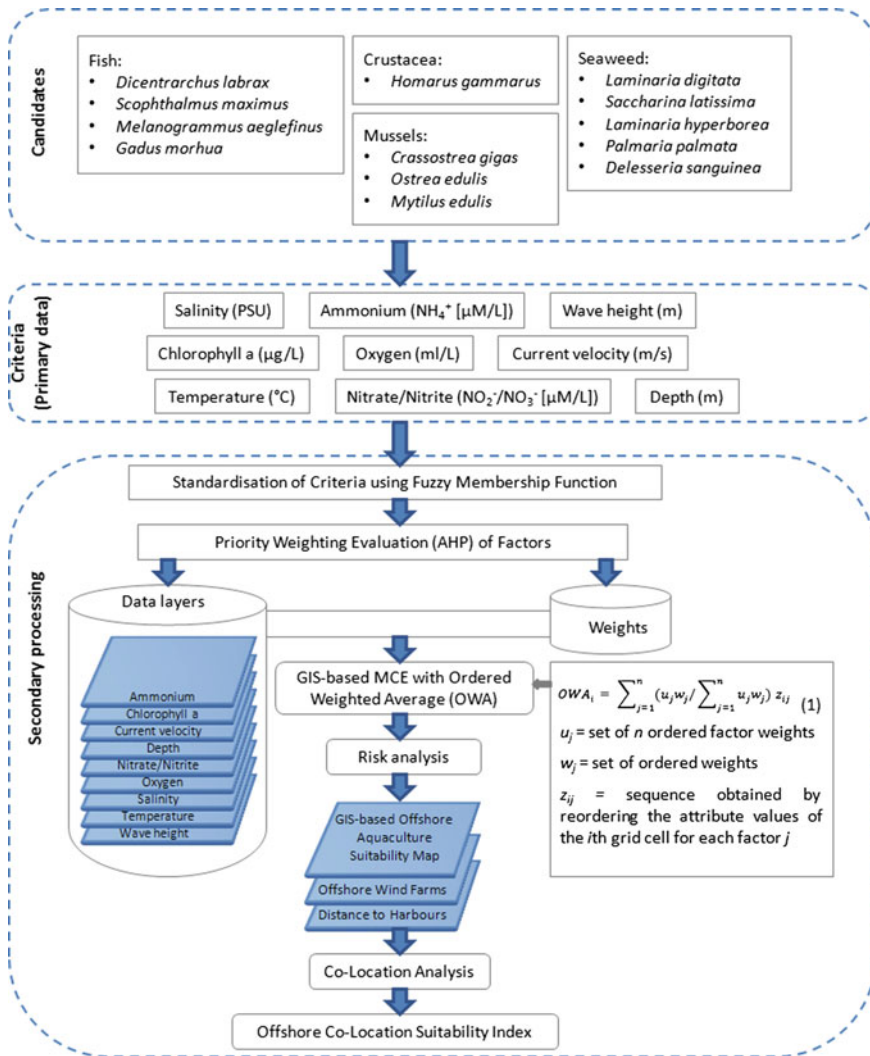 Candidates
Fish:
• Dicentrarchus labrax
• Scophthalmus maximus
• Melanogrammus aeglefinus
• Gadus morhua
Crustacea:
• Homarus gammarus
Mussels:
• Crassostrea gigas
• Ostrea edulis
• Mytilus edulis
Seaweed:
• Laminaria digitata
• Saccharina latissima
• Laminaria hyperborea
• Palmaria palmata
• Delesseria sanguinea
Criteria
(Primary data)
Salinity (PSU)
Ammonium (NH₄⁺ [µM/L])
Wave height (m)
Chlorophyll a (µg/L)
Oxygen (ml/L)
Current velocity (m/s)
Temperature (°C)
Nitrate/Nitrite (NO₂⁻/NO₃⁻ [µM/L])
Depth (m)
Secondary processing
Standardisation of Criteria using Fuzzy Membership Function
Priority Weighting Evaluation (AHP) of Factors
Data layers
Ammonium
Chlorophyll a
Current velocity
Depth
Nitrate/Nitrite
Oxygen
Salinity
Temperature
Wave height
Weights
GIS-based MCE with Ordered
Weighted Average (OWA)
OWAᵢ = ∑ⁿⱼ₌₁(uⱼwⱼ/∑ⁿⱼ₌₁ uⱼwⱼ) zᵢⱼ (1)
uⱼ = set of n ordered factor weights
wⱼ = set of ordered weights
zᵢⱼ = sequence obtained by
reordering the attribute values of
the ith grid cell for each factor j
Risk analysis
GIS-based Offshore
Aquaculture
Suitability Map
Offshore Wind Farms
Distance to Harbours
Co-Location Analysis
Offshore Co-Location Suitability Index